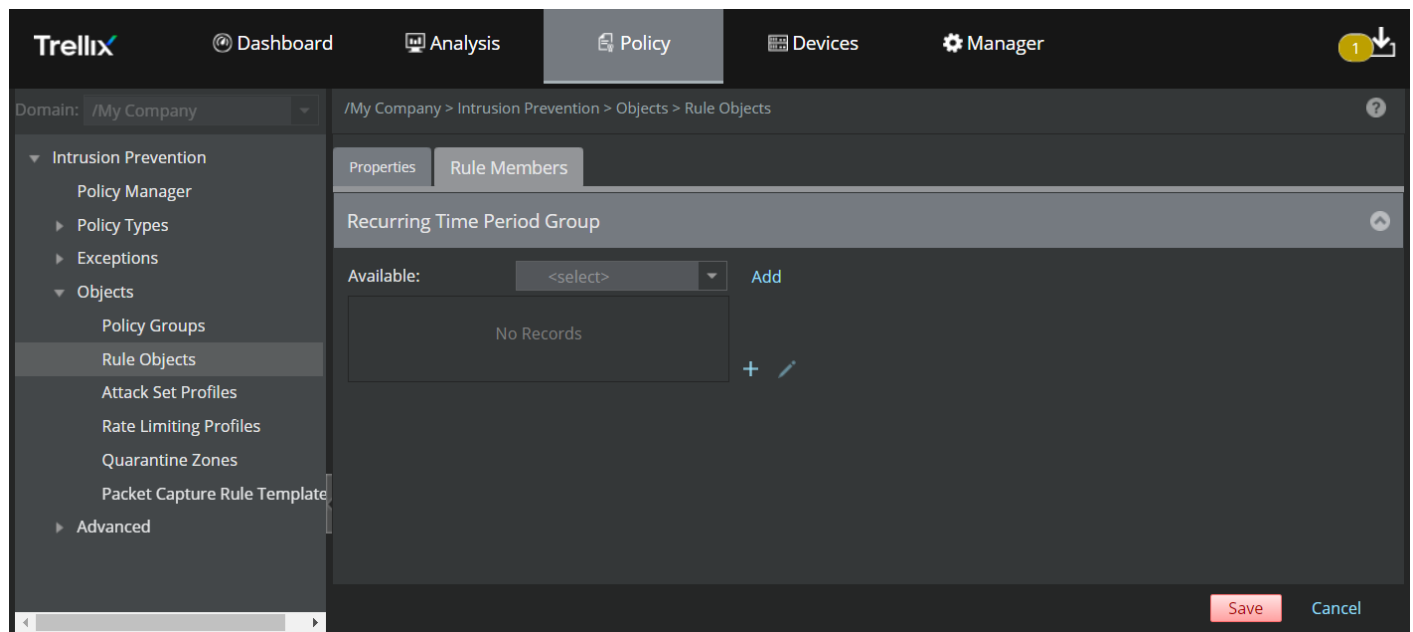 Trellix
Dashboard
Analysis
Policy
Devices
Manager
1
Domain: /My Company
/My Company > Intrusion Prevention > Objects > Rule Objects
?
Intrusion Prevention
Policy Manager
Policy Types
Exceptions
Objects
Policy Groups
Rule Objects
Attack Set Profiles
Rate Limiting Profiles
Quarantine Zones
Packet Capture Rule Template
Advanced
Properties
Rule Members
Recurring Time Period Group
Available: <select> Add
No Records
Save
Cancel